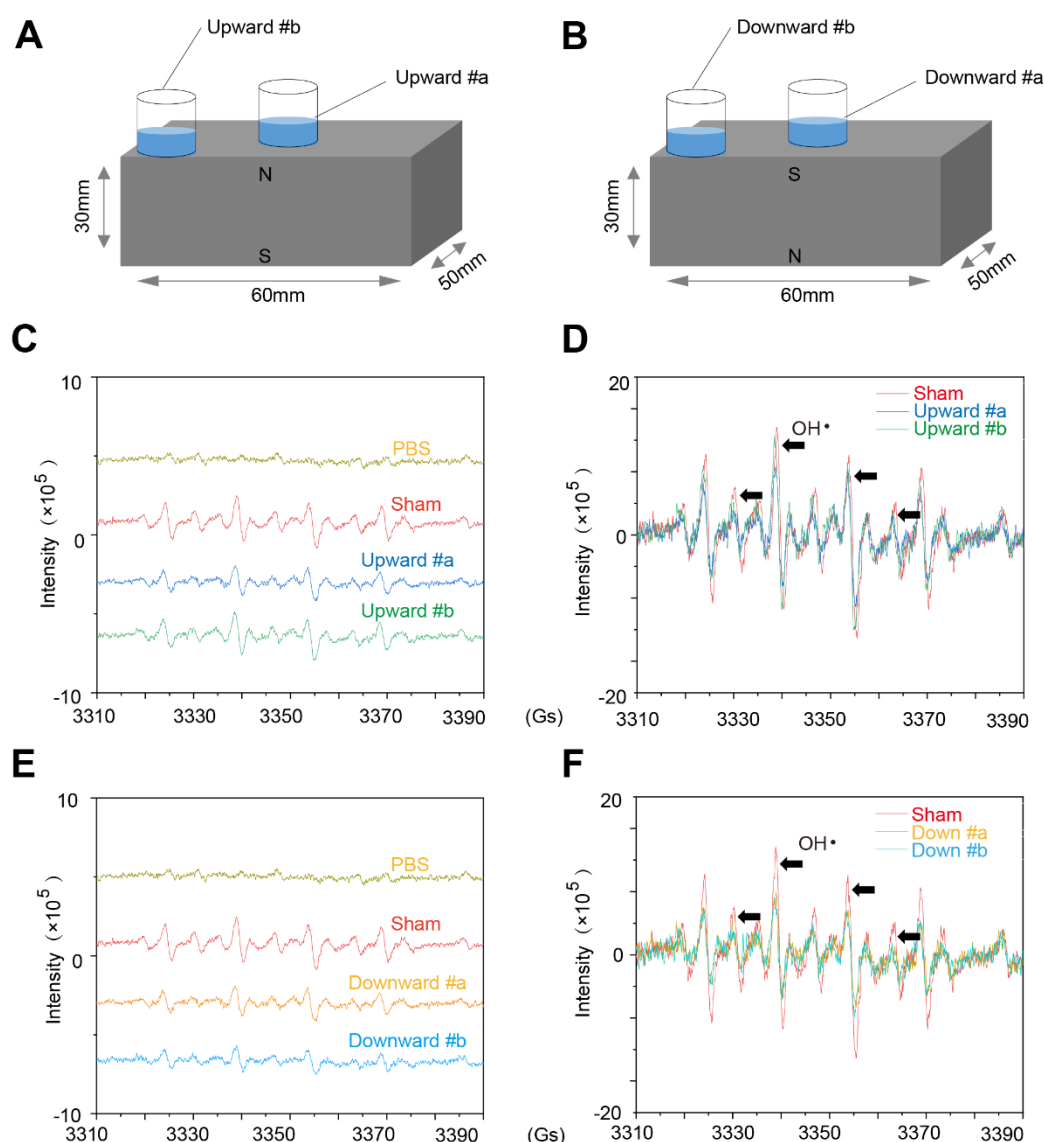 A
Upward #b
Upward #a
N
S
30mm
60mm
50mm
B
Downward #b
Downward #a
S
N
30mm
60mm
50mm
C
10
0
-10
Intensity (×10⁵)
PBS
Sham
Upward #a
Upward #b
3310 3330 3350 3370 3390
(Gs)
D
20
0
-20
Intensity (×10⁵)
Sham
Upward #a
Upward #b
OH•
3310 3330 3350 3370 3390
E
10
0
-10
Intensity (×10⁵)
PBS
Sham
Downward #a
Downward #b
3310 3330 3350 3370 3390
(Gs)
F
20
0
-20
Intensity (×10⁵)
Sham
Down #a
Down #b
OH•
3310 3330 3350 3370 3390